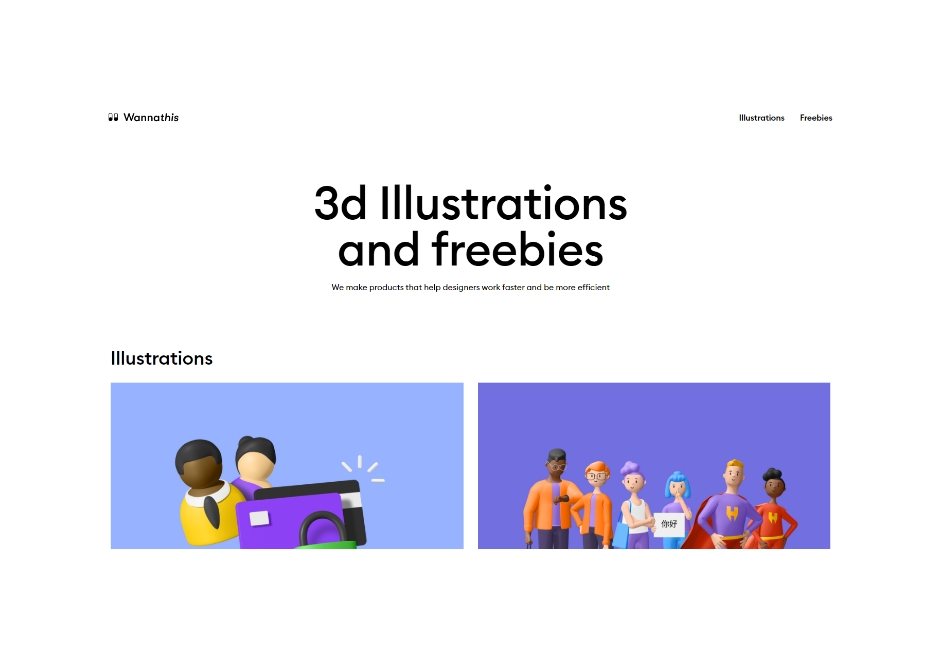 Wannathis
Illustrations
Freebies
3d Illustrations
and freebies
We make products that help designers work faster and be more efficient
Illustrations
你好